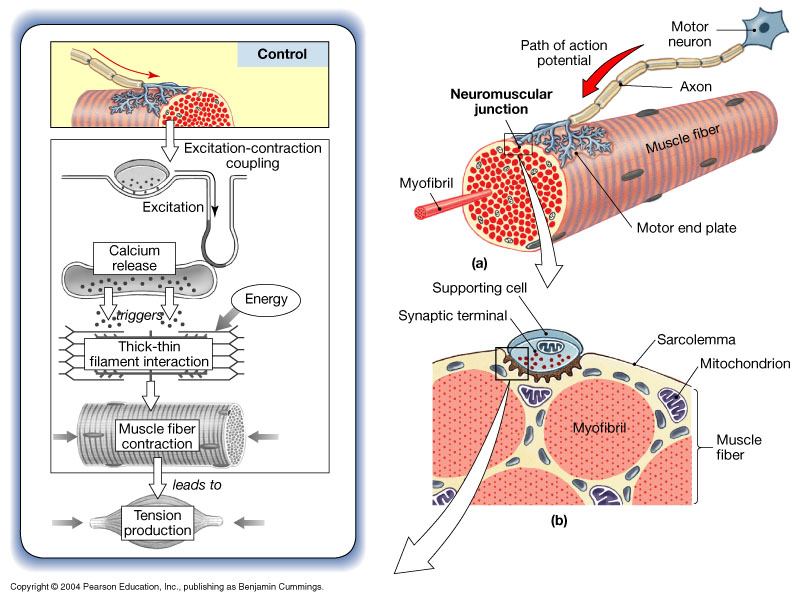 Control
Excitation-contraction
coupling
Excitation
Calcium
release
triggers
Energy
Thick-thin
filament interaction
Muscle fiber
contraction
leads to
Tension
production
Motor
neuron
Path of action
potential
Axon
Neuromuscular
junction
Muscle fiber
Myofibril
Motor end plate
(a)
Supporting cell
Synaptic terminal
Sarcolemma
Mitochondrion
Myofibril
Muscle
fiber
(b)
Copyright © 2004 Pearson Education, Inc., publishing as Benjamin Cummings.